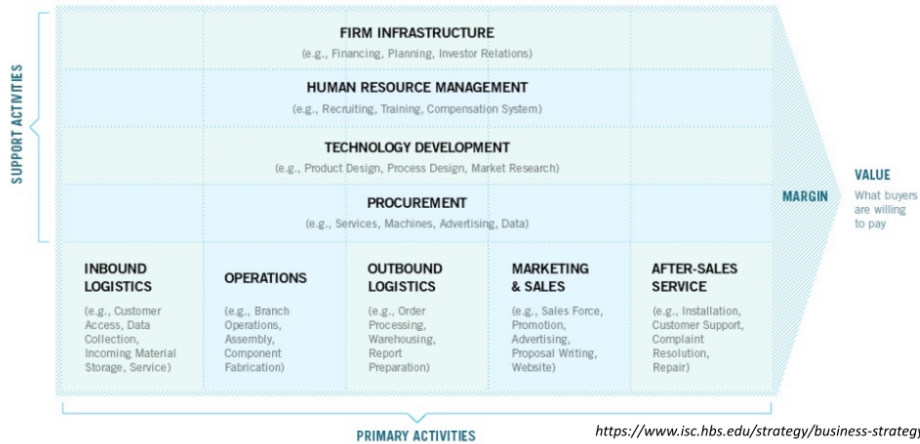 FIRM INFRASTRUCTURE
(e.g., Financing, Planning, Investor Relations)
HUMAN RESOURCE MANAGEMENT
(e.g., Recruiting, Training, Compensation System)
TECHNOLOGY DEVELOPMENT
(e.g., Product Design, Process Design, Market Research)
PROCUREMENT
(e.g., Services, Machines, Advertising, Data)
SUPPORT ACTIVITIES
INBOUND
LOGISTICS
(e.g., Customer
Access, Data
Collection,
Incoming Material
Storage, Service)
OPERATIONS
(e.g., Branch
Operations,
Assembly,
Component
Fabrication)
OUTBOUND
LOGISTICS
(e.g., Order
Processing,
Warehousing,
Report
Preparation)
MARKETING
& SALES
(e.g., Sales Force,
Promotion,
Advertising,
Proposal Writing,
Website)
AFTER-SALES
SERVICE
(e.g., Installation,
Customer Support,
Complaint
Resolution,
Repair)
MARGIN
VALUE
What buyers
are willing
to pay
PRIMARY ACTIVITIES
https://www.isc.hbs.edu/strategy/business-strategy